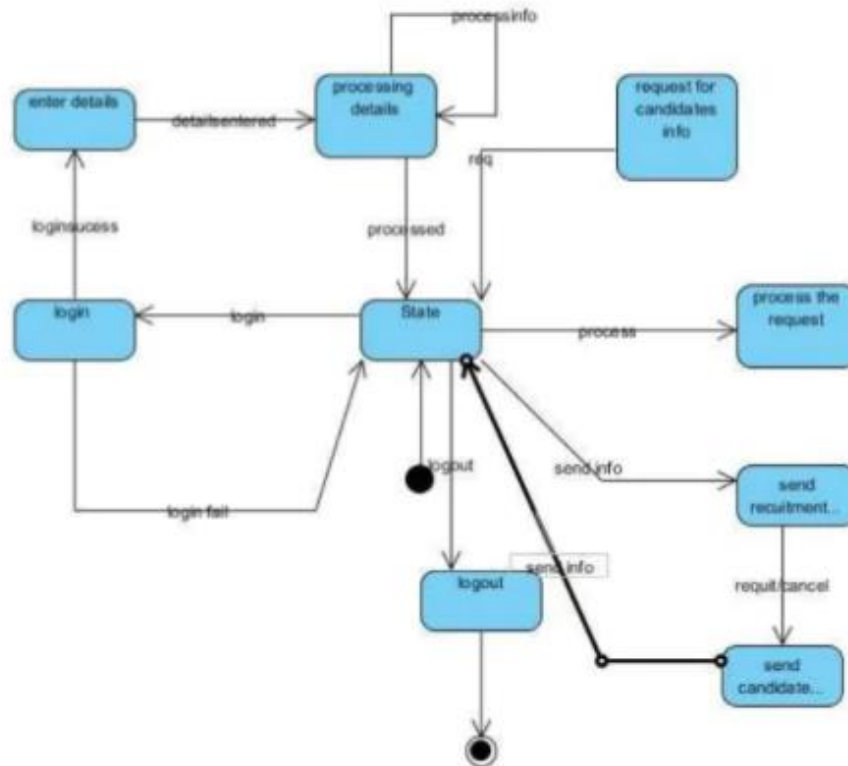 processinfo
enter details
processing
details
request for
candidates
info
detailsentered
req
loginsucess
processed
login
login
State
process the
request
process
logout
send info
send
recuitment...
login fail
send info
logout
requit/cancel
send
candidate...